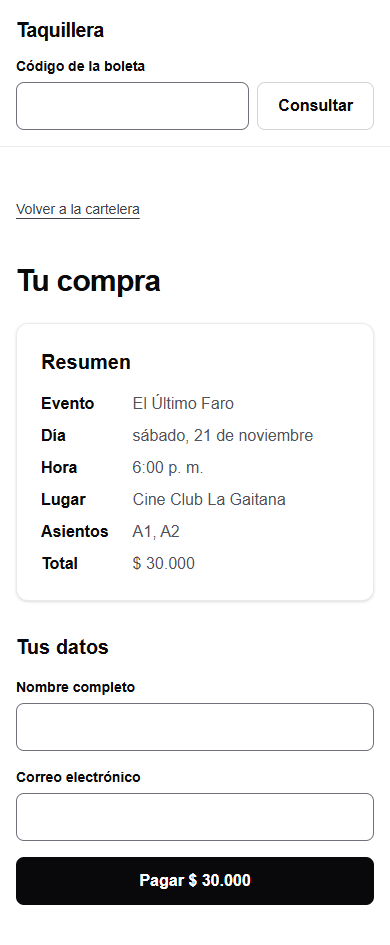 Taquillera
Código de la boleta
Consultar
Volver a la cartelera
Tu compra
Resumen
Evento El Último Faro
Día sábado, 21 de noviembre
Hora 6:00 p. m.
Lugar Cine Club La Gaitana
Asientos A1, A2
Total $ 30.000
Tus datos
Nombre completo
Correo electrónico
Pagar $ 30.000